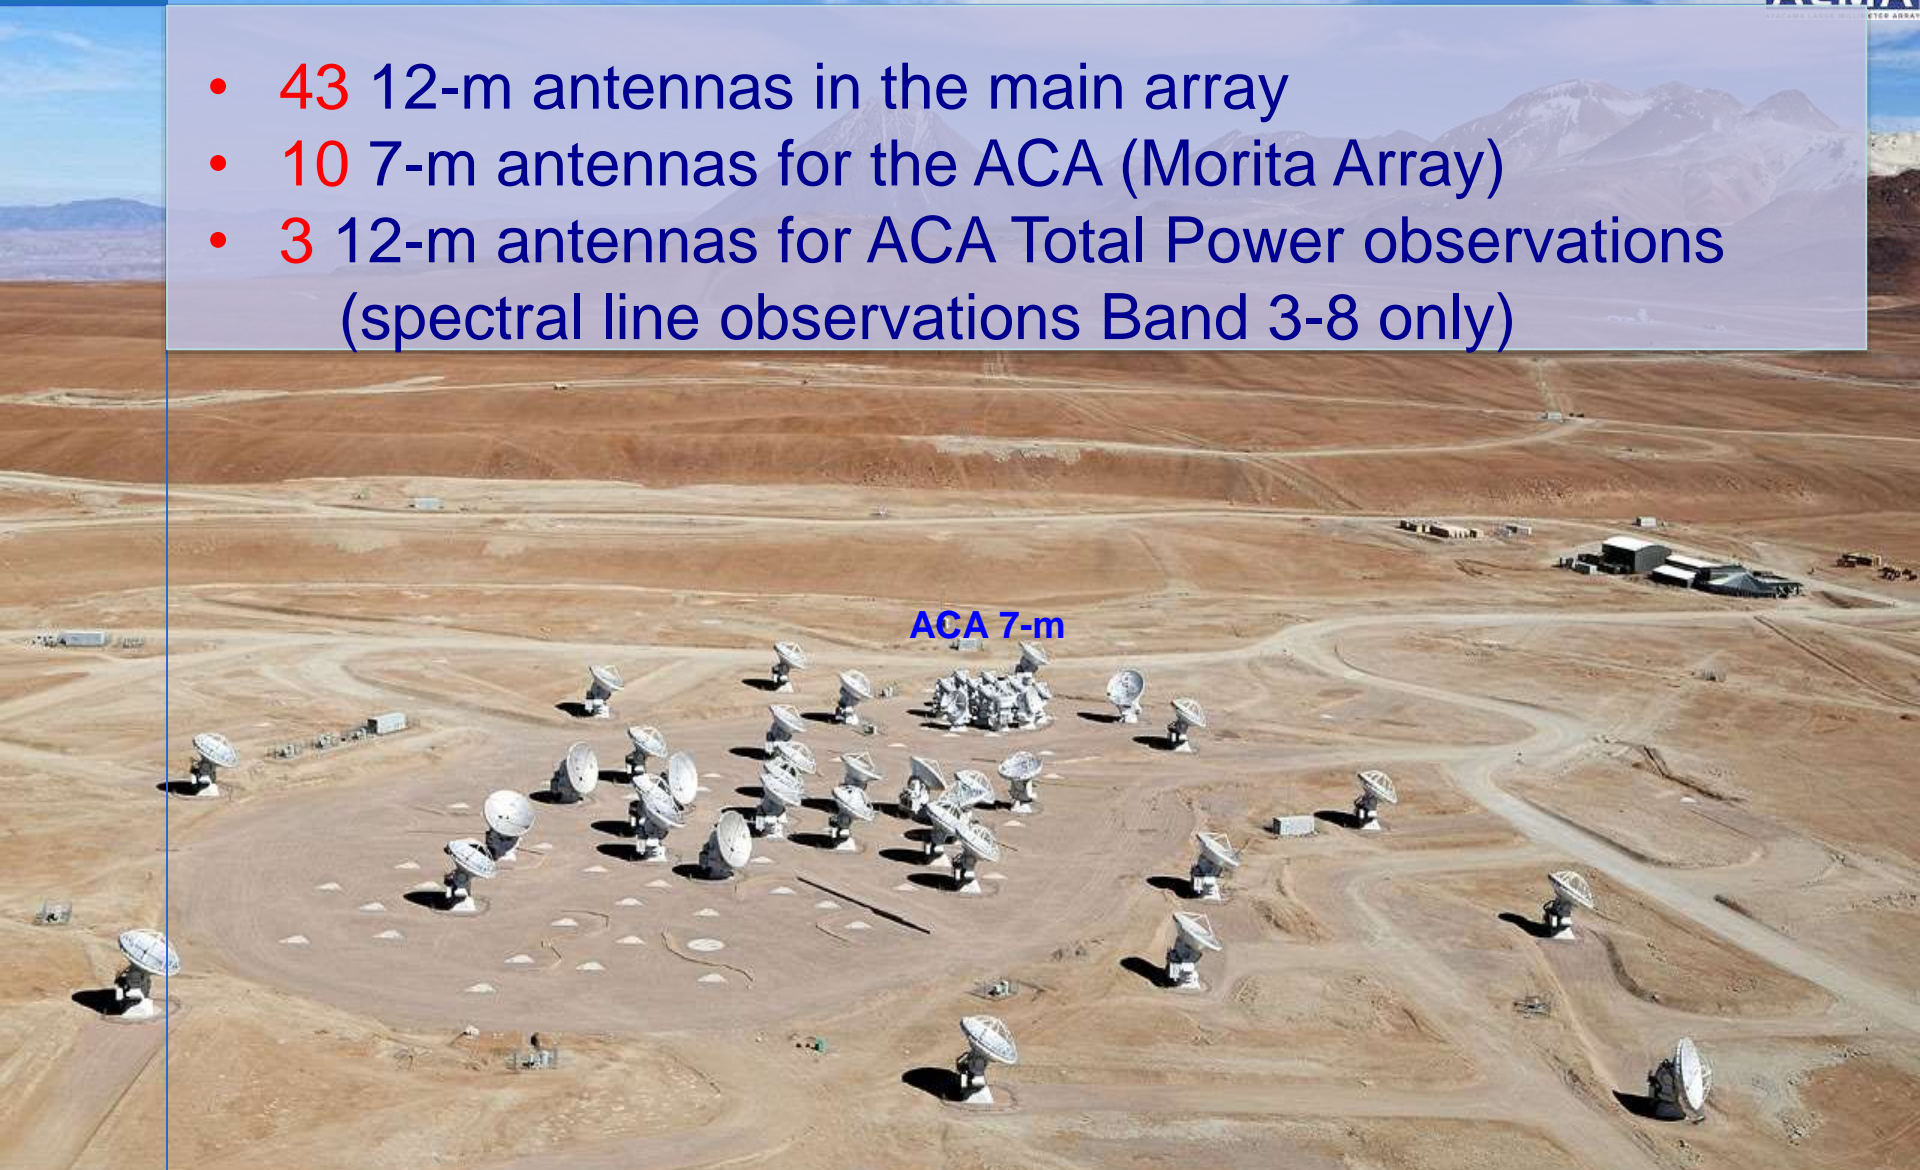 • 43 12-m antennas in the main array
• 10 7-m antennas for the ACA (Morita Array)
• 3 12-m antennas for ACA Total Power observations
(spectral line observations Band 3-8 only)
ACA 7-m